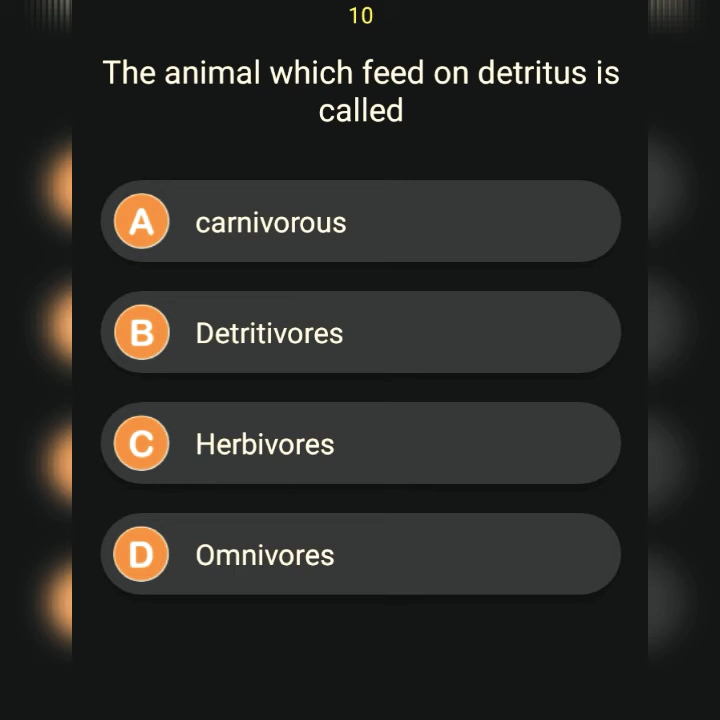 10
The animal which feed on detritus is
called
A carnivorous
B Detritivores
C Herbivores
D Omnivores